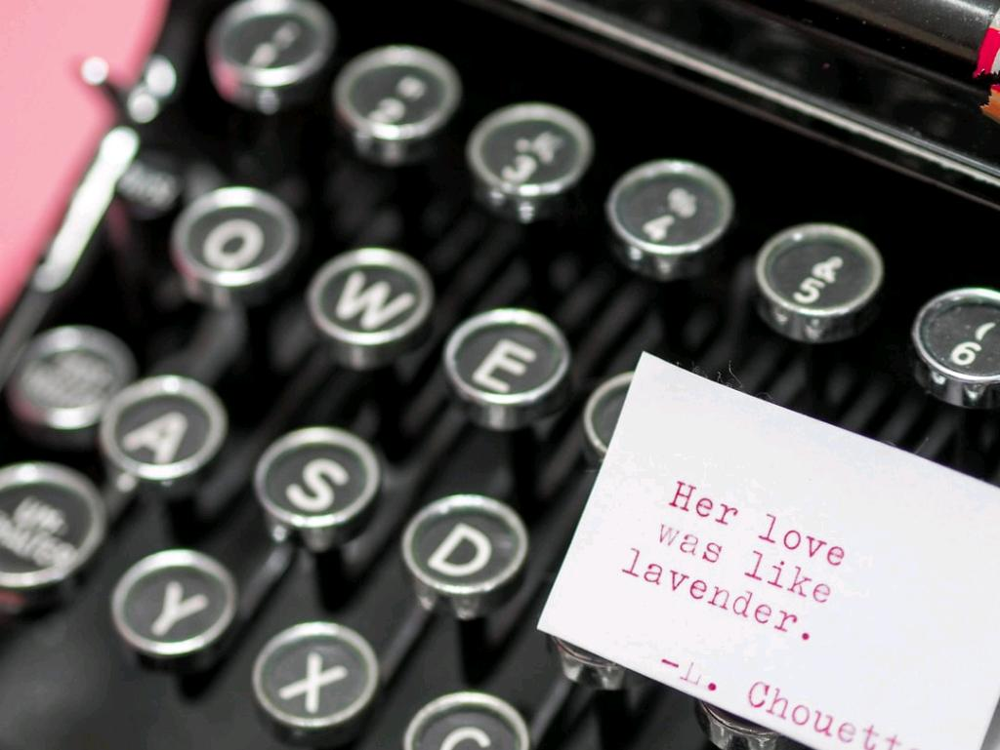 2
3
4
5
6
Q W E
A S D
Y X C
Her love
was like
lavender.
-L. Chouett